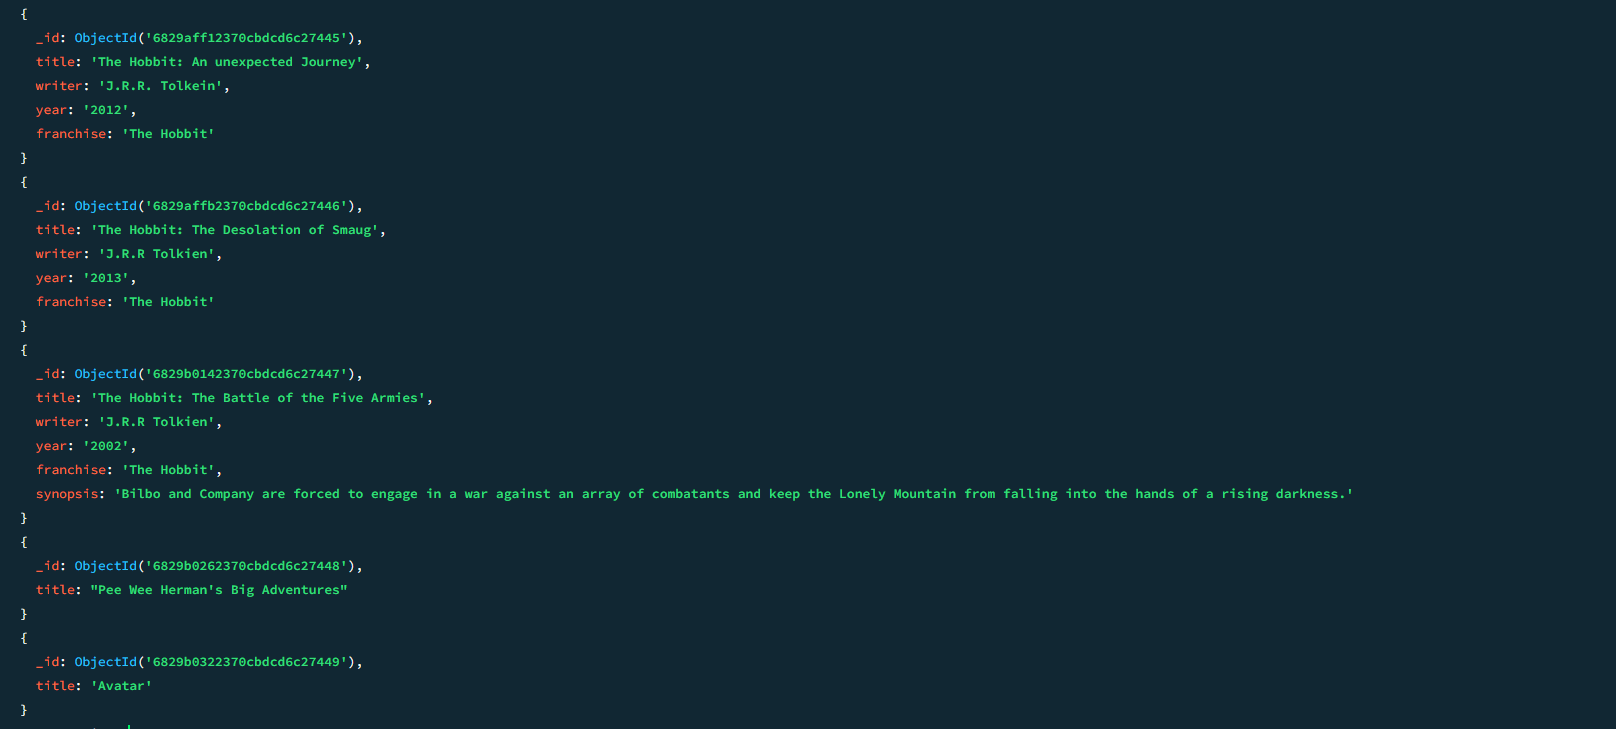 {
_id: ObjectId('6829aff12370cbdcd6c27445'),
title: 'The Hobbit: An unexpected Journey',
writer: 'J.R.R. Tolkein',
year: '2012',
franchise: 'The Hobbit'
}
{
_id: ObjectId('6829affb2370cbdcd6c27446'),
title: 'The Hobbit: The Desolation of Smaug',
writer: 'J.R.R Tolkien',
year: '2013',
franchise: 'The Hobbit'
}
{
_id: ObjectId('6829b0142370cbdcd6c27447'),
title: 'The Hobbit: The Battle of the Five Armies',
writer: 'J.R.R Tolkien',
year: '2002',
franchise: 'The Hobbit',
synopsis: 'Bilbo and Company are forced to engage in a war against an array of combatants and keep the Lonely Mountain from falling into the hands of a rising darkness.'
}
{
_id: ObjectId('6829b0262370cbdcd6c27448'),
title: "Pee Wee Herman's Big Adventures"
}
{
_id: ObjectId('6829b0322370cbdcd6c27449'),
title: 'Avatar'
}